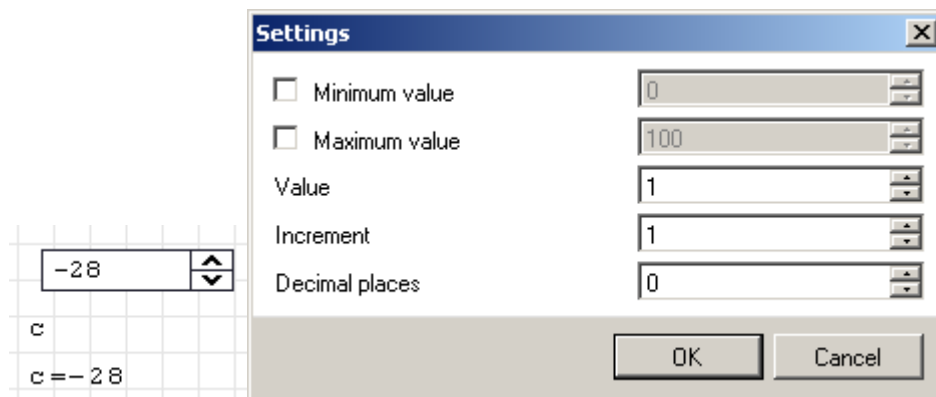 -28
c
c=-28
Settings
Minimum value 0
Maximum value 100
Value 1
Increment 1
Decimal places 0
OK Cancel